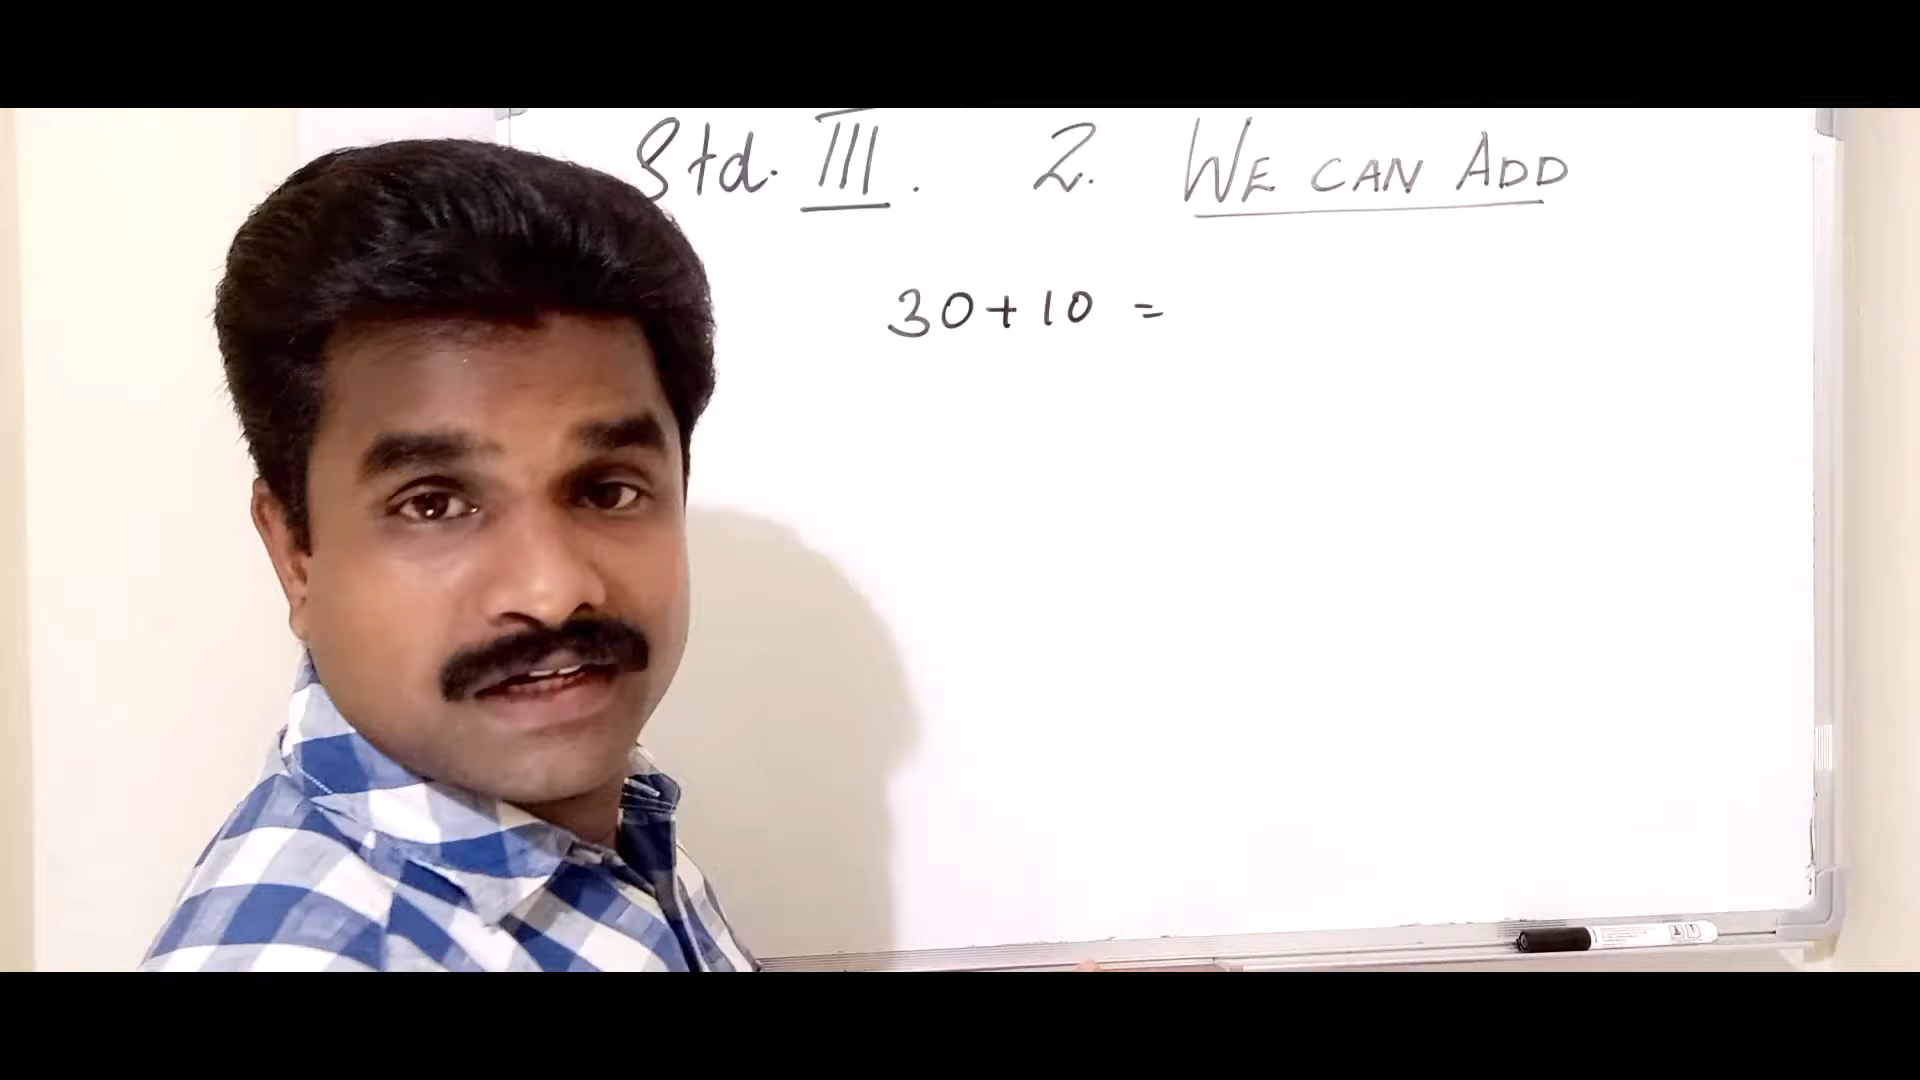 Std. III. 2. WE CAN ADD
30+10 =